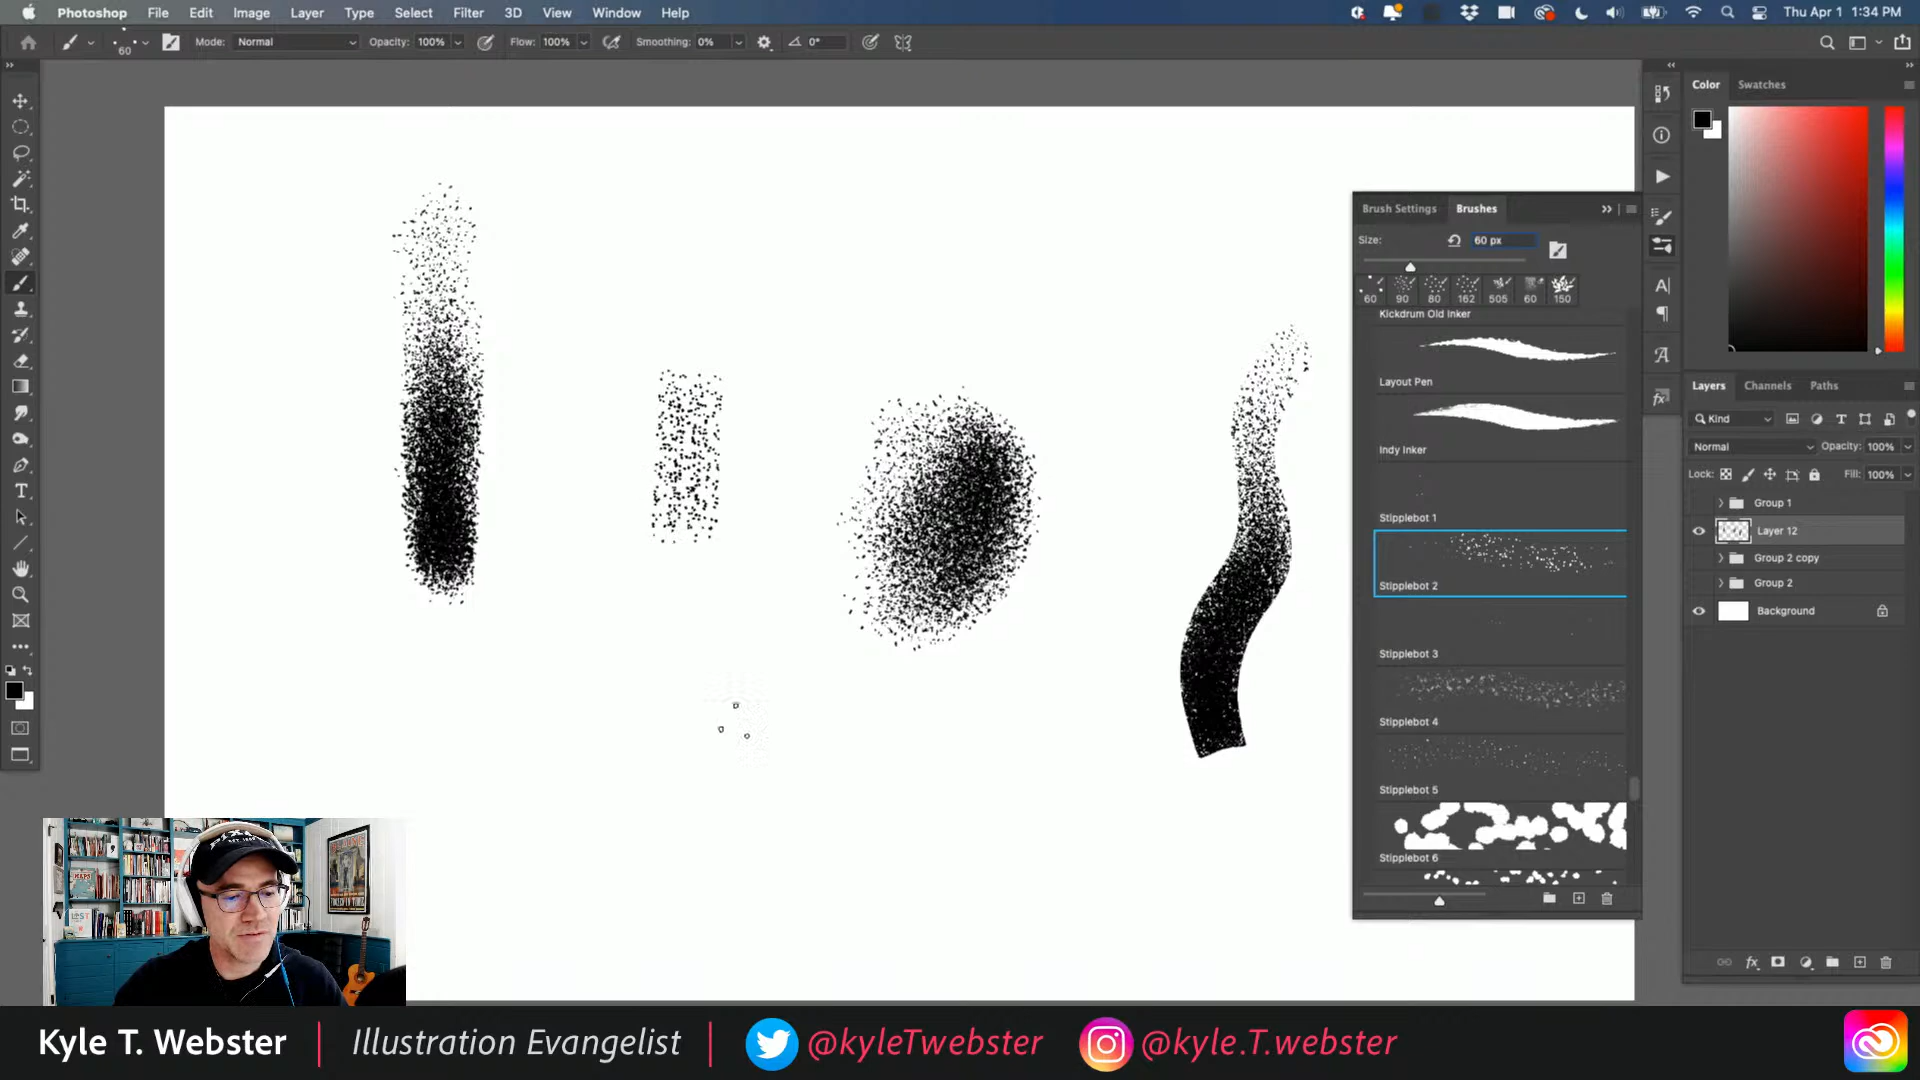 Photoshop File Edit Image Layer Type Select Filter 3D View Window Help Thu Apr 1 1:34 PM
60 Mode: Normal Opacity: 100% Flow: 100% Smoothing: 0% 0°
Color Swatches
Brush Settings Brushes
Size: 60 px
60 90 80 162 505 60 150
Kickdrum Old Inker
Layout Pen
Indy Inker
Stipplebot 1
Stipplebot 2
Stipplebot 3
Stipplebot 4
Stipplebot 5
Stipplebot 6
Layers Channels Paths
Kind
Normal Opacity: 100%
Lock: Fill: 100%
Group 1
Layer 12
Group 2 copy
Group 2
Background
Kyle T. Webster Illustration Evangelist @kyleTwebster @kyle.T.webster